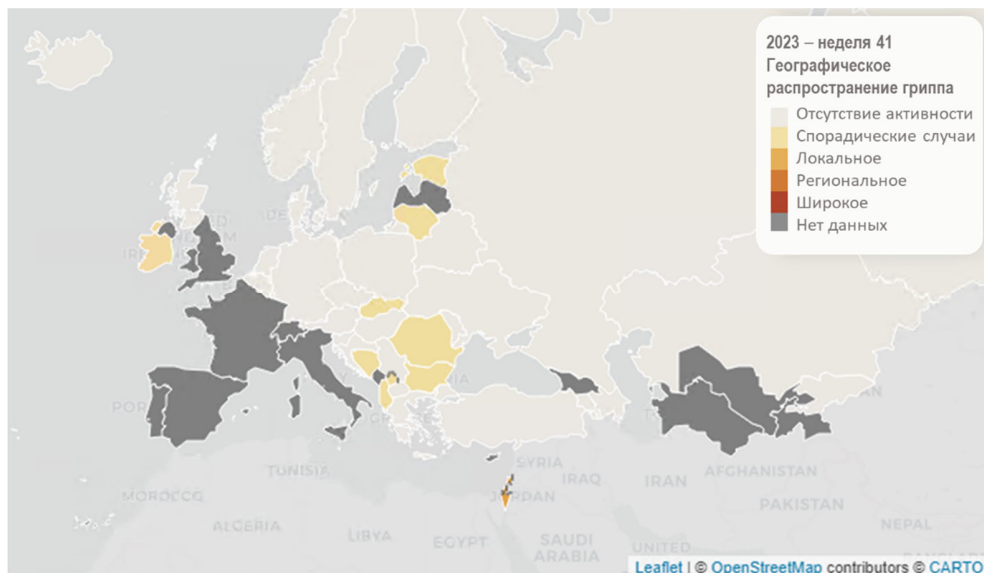 2023 – неделя 41
Географическое
распространение гриппа
Отсутствие активности
Спорадические случаи
Локальное
Региональное
Широкое
Нет данных
SYRIA
TUNISIA
IRAQ
IRAN
AFGHANISTAN
MOROCCO
JORDAN
PAKISTAN
ALGERIA
LIBYA
EGYPT
SAUDI
ARABIA
NEPAL
UNITED
Leaflet | © OpenStreetMap contributors © CARTO